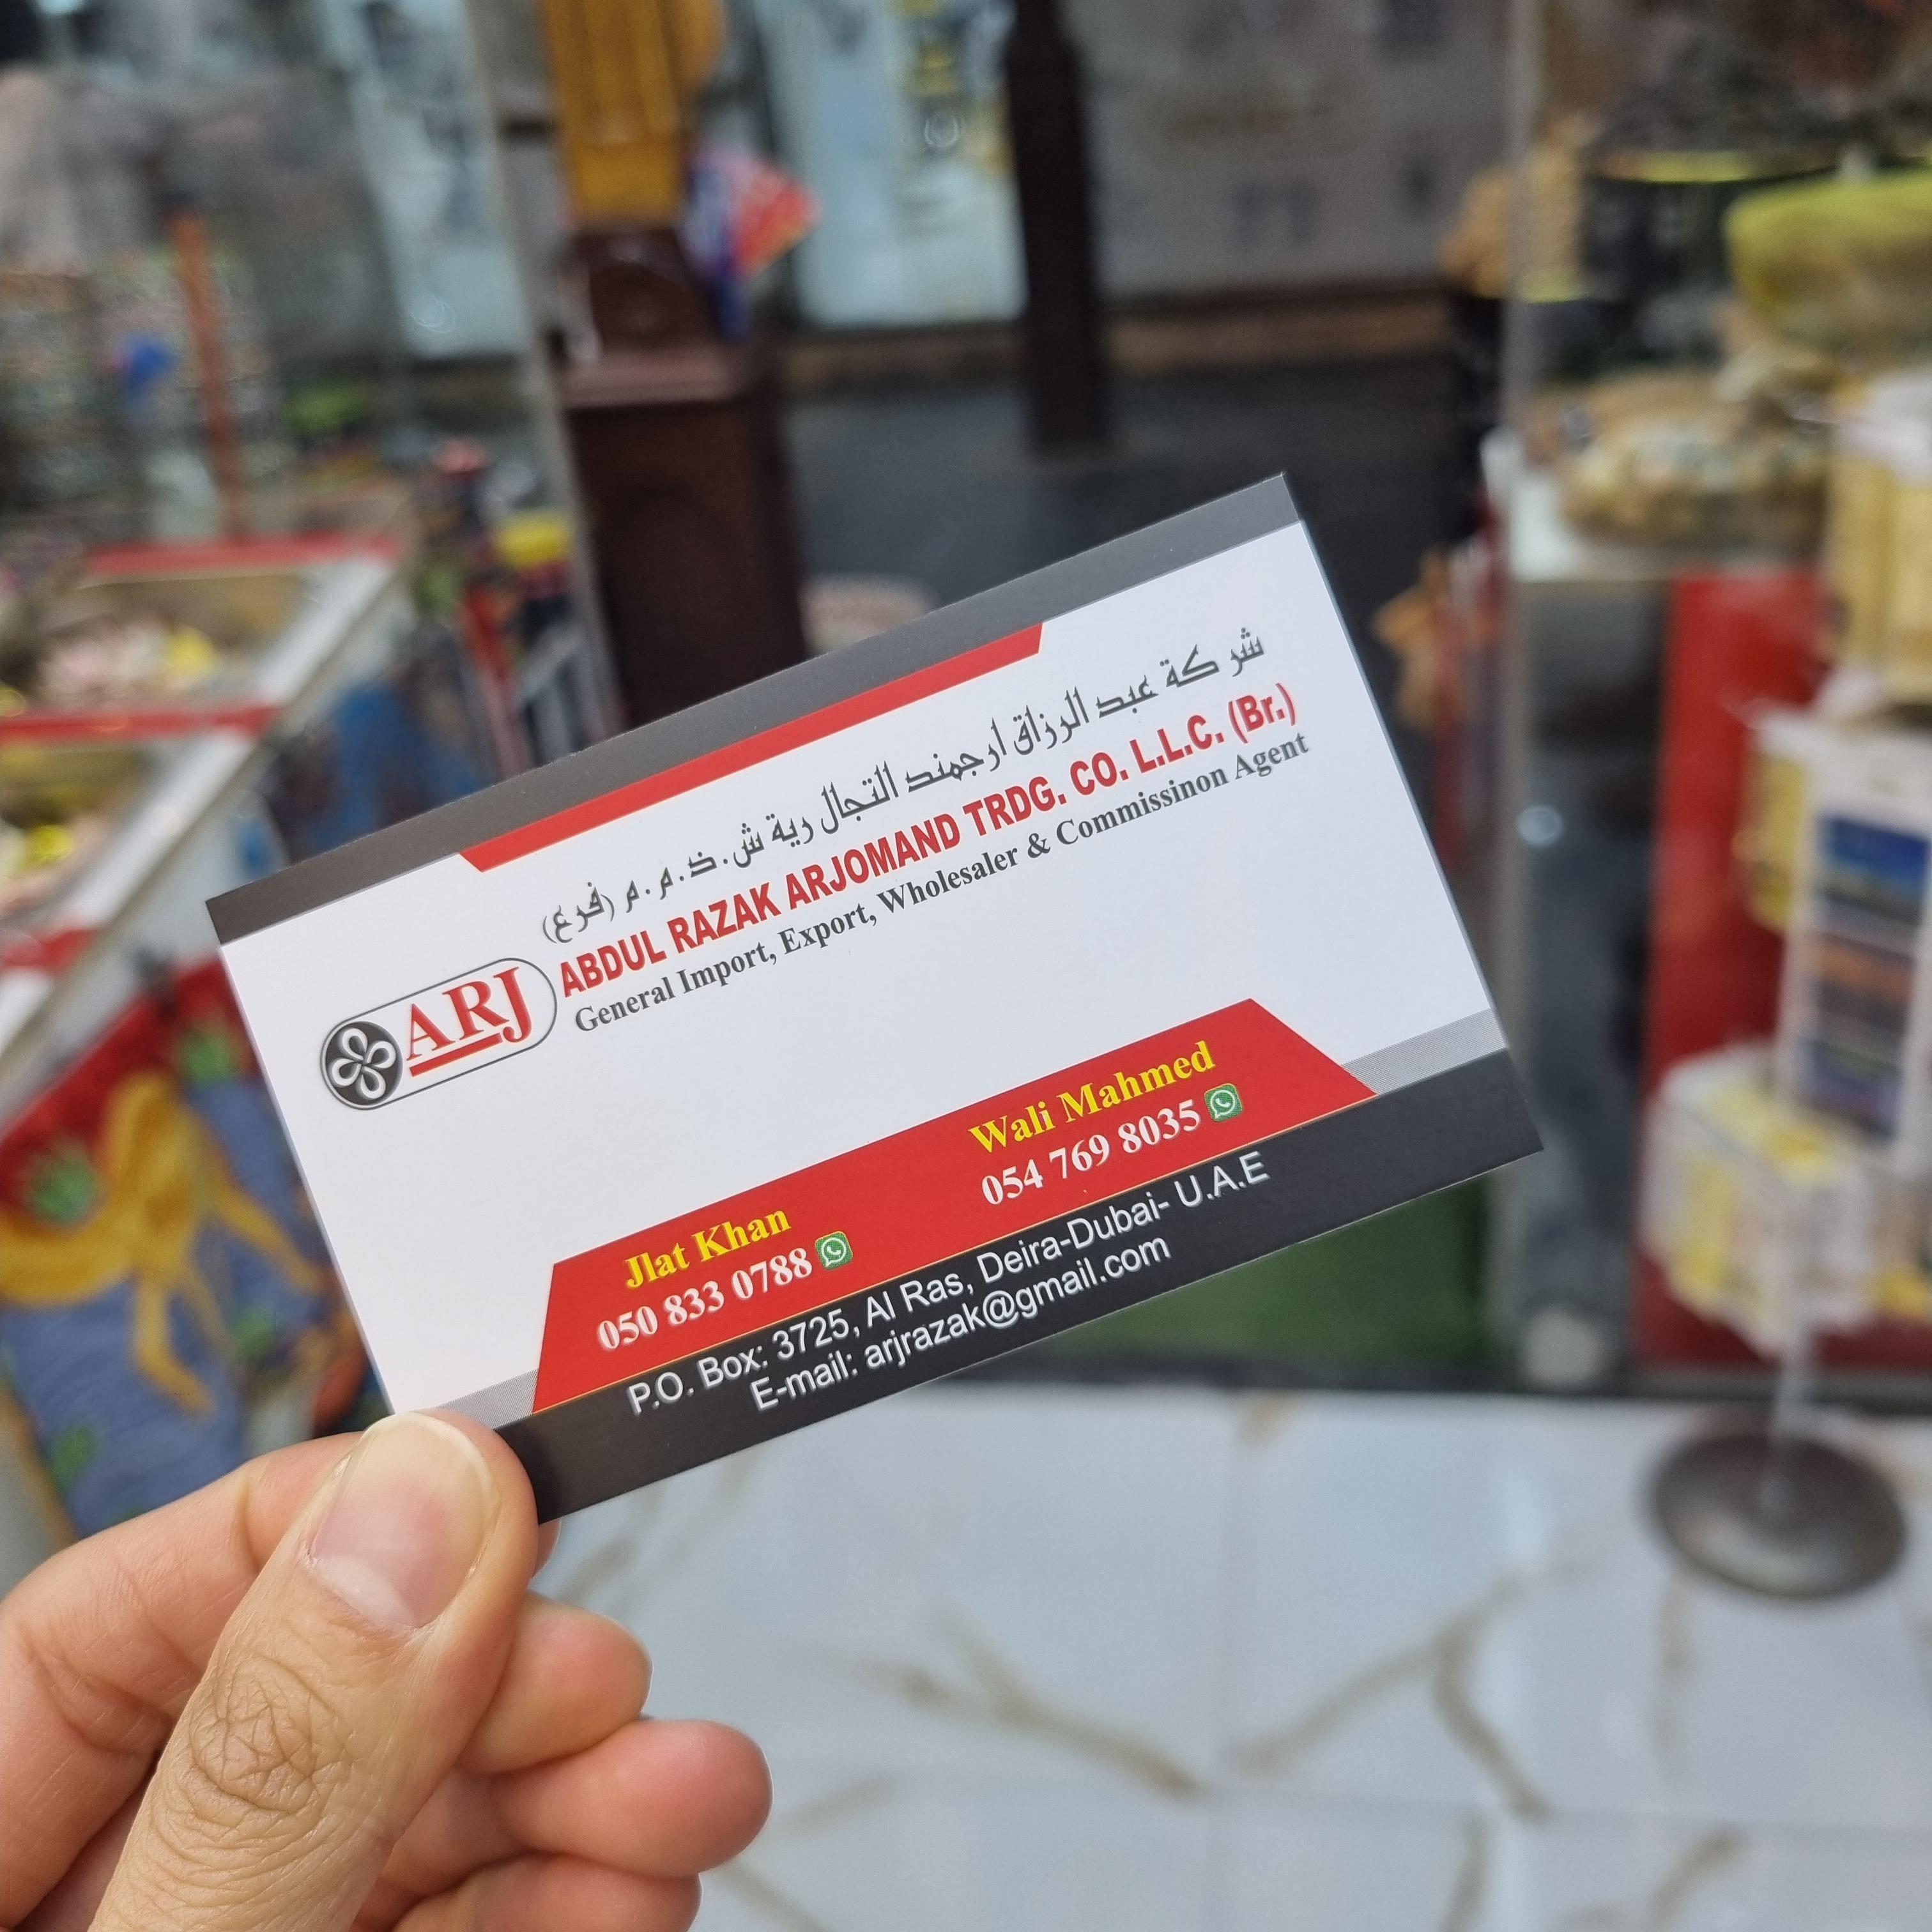 شركة عبد الرزاق ارجمند التجال رية ش . ذ . م . م (فرع)
ABDUL RAZAK ARJOMAND TRDG. CO. L.L.C. (Br.)
General Import, Export, Wholesaler & Commissinon Agent
ARJ
Jlat Khan
050 833 0788
Wali Mahmed
054 769 8035
P.O. Box: 3725, Al Ras, Deira-Dubai- U.A.E
E-mail: arjrazak@gmail.com